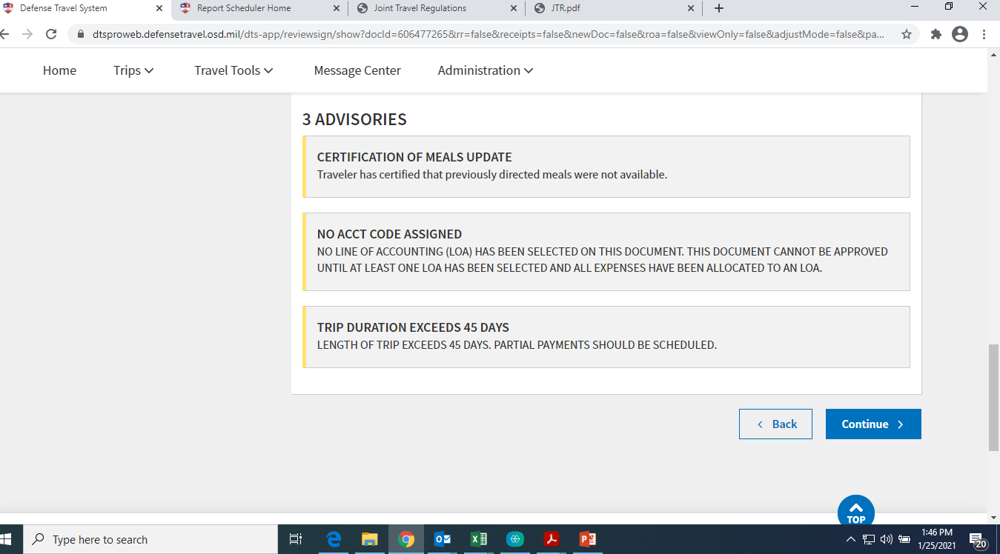 Defense Travel System
Report Scheduler Home
Joint Travel Regulations
JTR.pdf
dtsproweb.defensetravel.osd.mil/dts-app/reviewsign/show?docId=606477265&rr=false&receipts=false&newDoc=false&roa=false&viewOnly=false&adjustMode=false&pa...
Home
Trips
Travel Tools
Message Center
Administration
3 ADVISORIES
CERTIFICATION OF MEALS UPDATE
Traveler has certified that previously directed meals were not available.
NO ACCT CODE ASSIGNED
NO LINE OF ACCOUNTING (LOA) HAS BEEN SELECTED ON THIS DOCUMENT. THIS DOCUMENT CANNOT BE APPROVED
UNTIL AT LEAST ONE LOA HAS BEEN SELECTED AND ALL EXPENSES HAVE BEEN ALLOCATED TO AN LOA.
TRIP DURATION EXCEEDS 45 DAYS
LENGTH OF TRIP EXCEEDS 45 DAYS. PARTIAL PAYMENTS SHOULD BE SCHEDULED.
Back
Continue
TOP
Type here to search
1:46 PM
1/25/2021
20